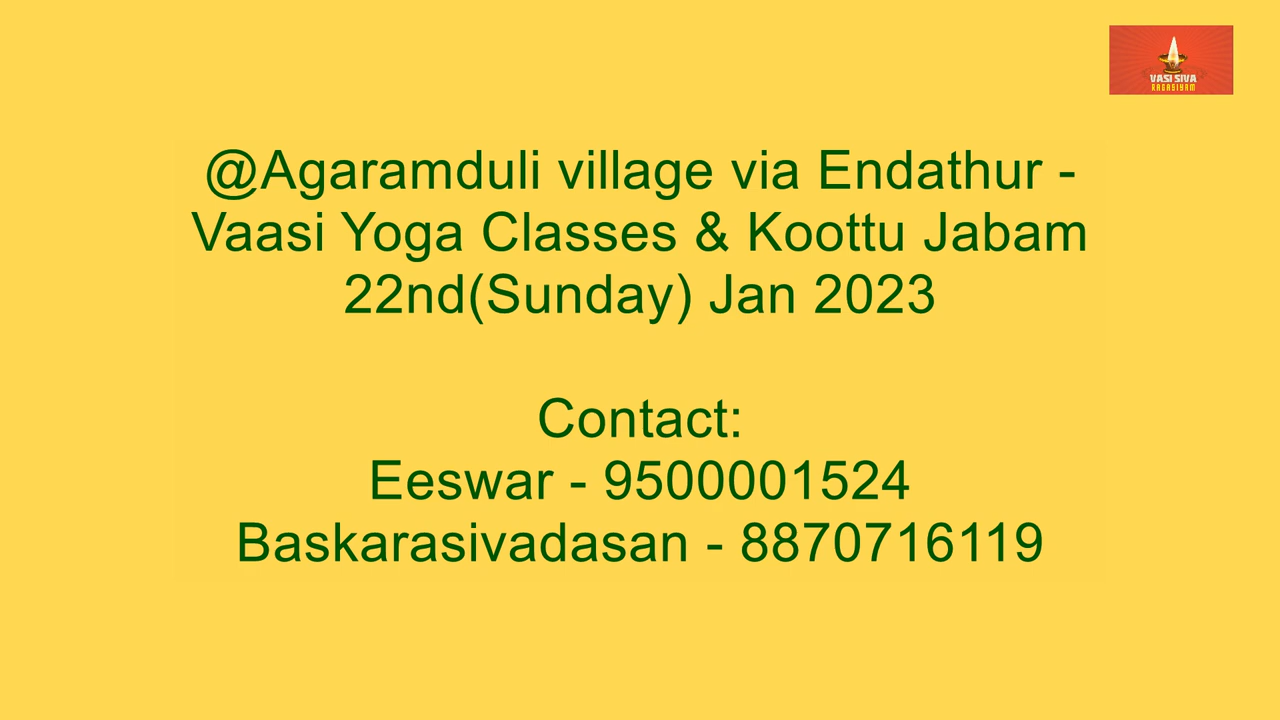 VASI SIVA
RAGASIYAM
@Agaramduli village via Endathur -
Vaasi Yoga Classes & Koottu Jabam
22nd(Sunday) Jan 2023
Contact:
Eeswar - 9500001524
Baskarasivadasan - 8870716119